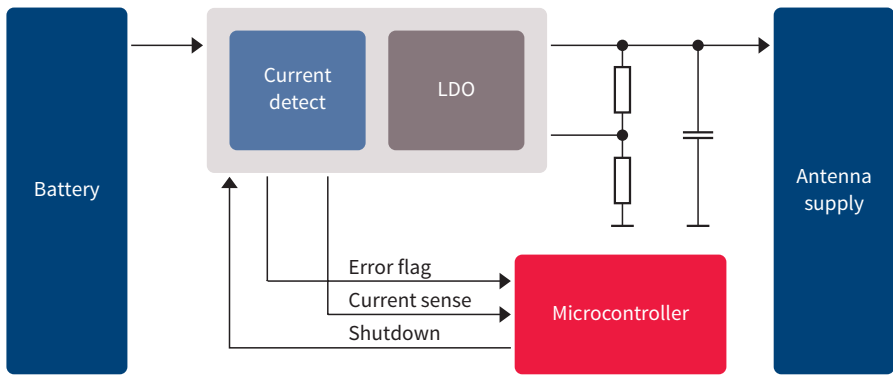 Battery
Current
detect
LDO
Antenna
supply
Error flag
Current sense
Shutdown
Microcontroller